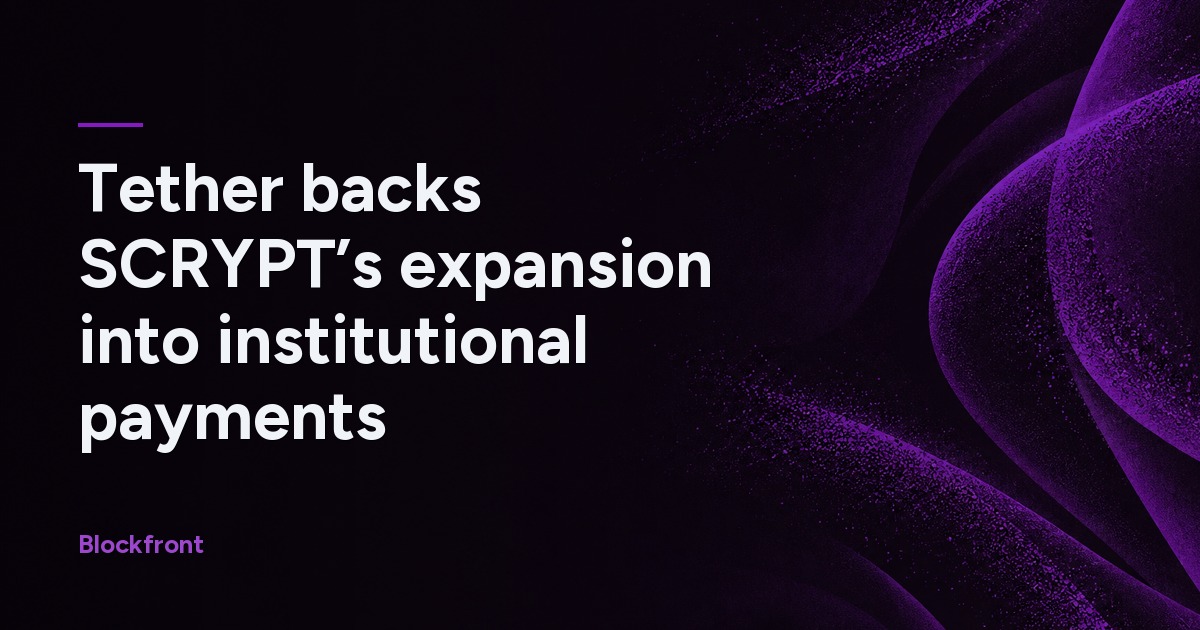 Tether backs
SCRYPT’s expansion
into institutional
payments
Blockfront